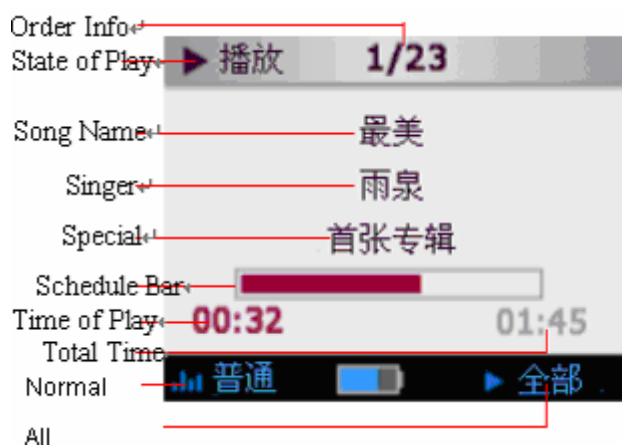 Order Info
State of Play ▶ 播放 1/23
Song Name 最美
Singer 雨泉
Special 首张专辑
Schedule Bar
Time of Play 00:32 01:45
Total Time
Normal 普通 ▶ 全部
All